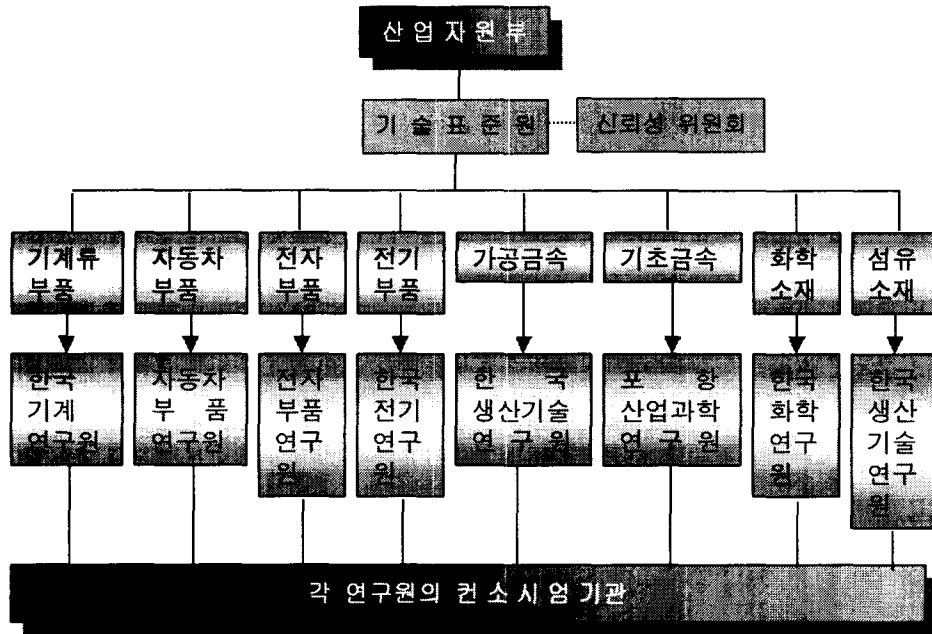 산 업 자 원 부
기 술 표 준 원
신뢰성 위원회
기계류
부품
자동차
부품
전자
부품
전기
부품
가공금속
기초금속
화학
소재
섬유
소재
한국
기계
연구원
자동차
부 품
연구원
전자
부품
연구
원
한국
전기
연구
원
한 국
생산기술
연 구 원
포 항
산업과학
연 구 원
한국
화학
연구
원
한국
생산
기술
연구
원
각 연구원의 컨소시엄기관